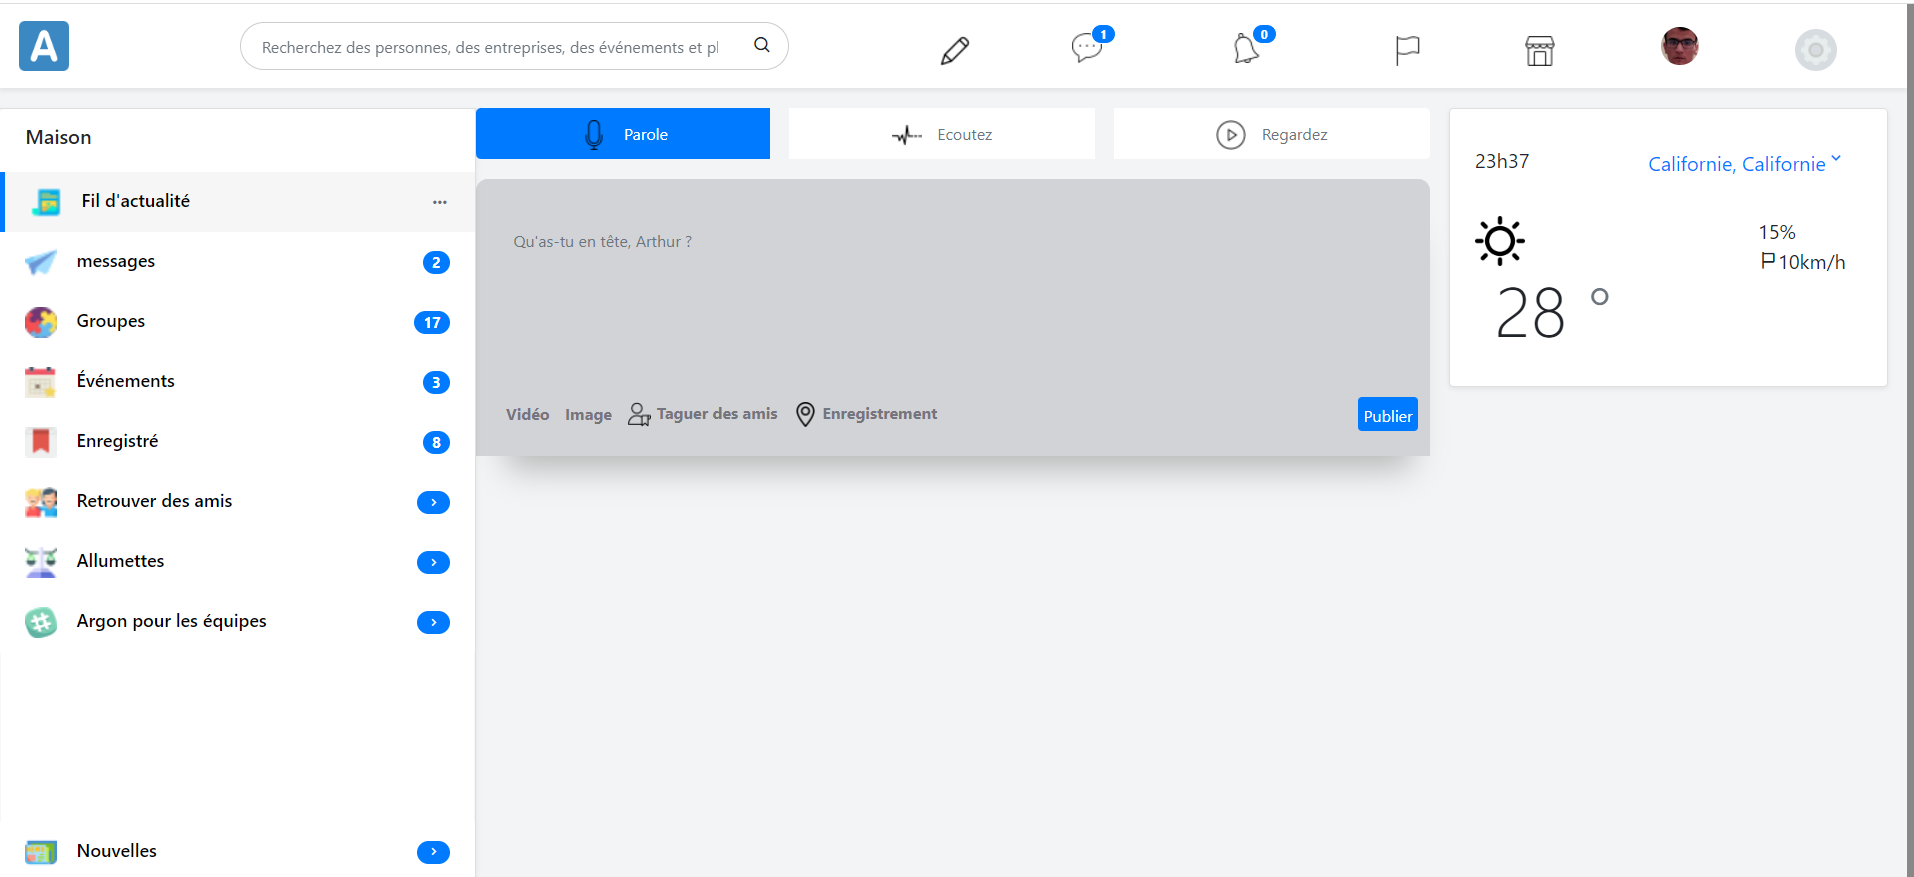 A
Recherchez des personnes, des entreprises, des événements et pl
1
0
Maison
Fil d'actualité
messages
2
Groupes
17
Événements
3
Enregistré
8
Retrouver des amis
Allumettes
Argon pour les équipes
Nouvelles
Parole
Ecoutez
Regardez
Qu'as-tu en tête, Arthur ?
Vidéo Image Taguer des amis Enregistrement
Publier
23h37
Californie, Californie
15%
10km/h
28 °